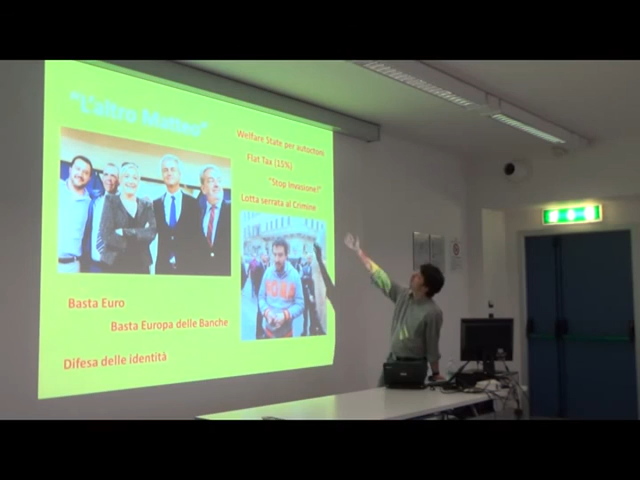 "L'altro Matteo"
Welfare State per autoctoni
Flat Tax (15%)
"Stop Invasione!"
Lotta serrata al Crimine
ROMA
Basta Euro
Basta Europa delle Banche
Difesa delle identità